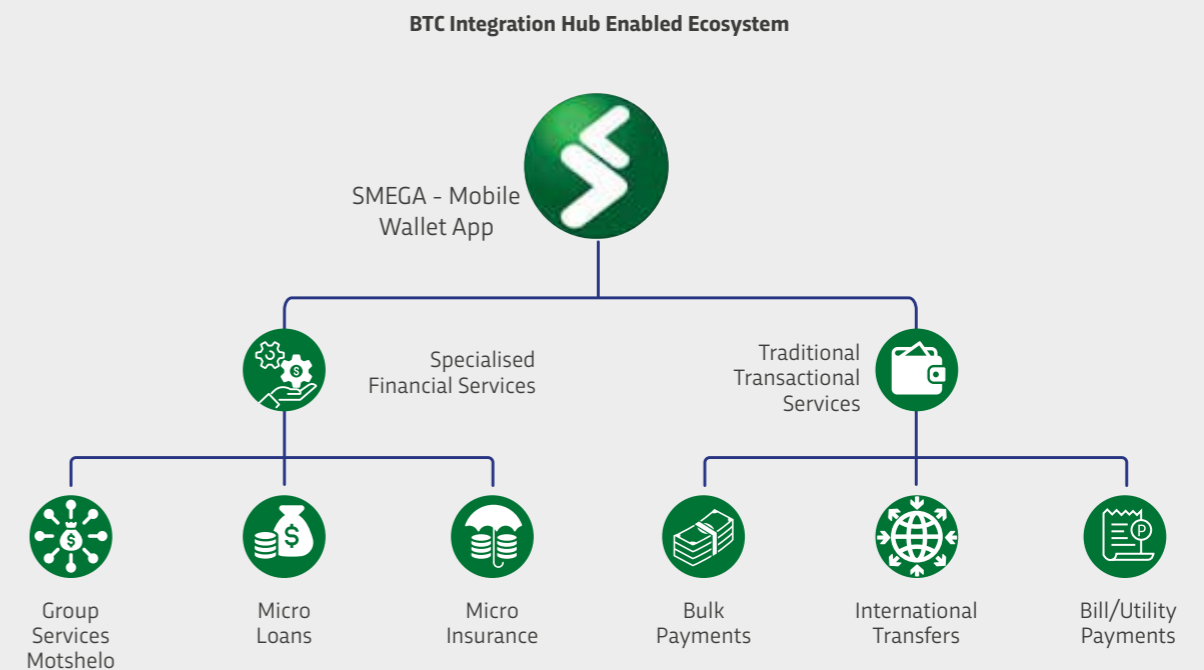 BTC Integration Hub Enabled Ecosystem
SMEGA - Mobile
Wallet App
Specialised
Financial Services
Traditional
Transactional
Services
Group
Services
Motshelo
Micro
Loans
Micro
Insurance
Bulk
Payments
International
Transfers
Bill/Utility
Payments